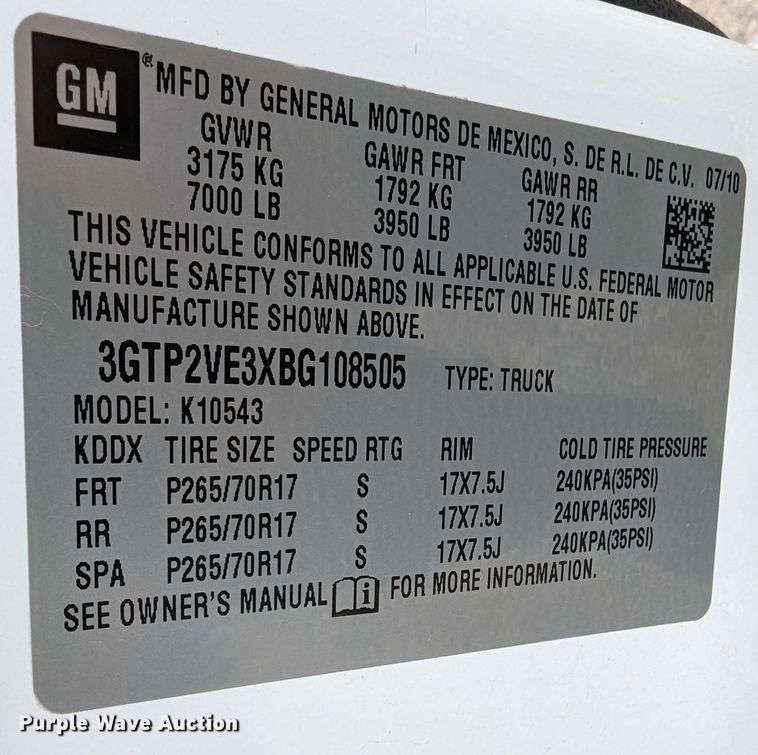 GM
® MFD BY GENERAL MOTORS DE MEXICO, S. DE R.L. DE C.V. 07/10
GVWR GAWR FRT GAWR RR
3175 KG 1792 KG 1792 KG
7000 LB 3950 LB 3950 LB
THIS VEHICLE CONFORMS TO ALL APPLICABLE U.S. FEDERAL MOTOR
VEHICLE SAFETY STANDARDS IN EFFECT ON THE DATE OF
MANUFACTURE SHOWN ABOVE.
3GTP2VE3XBG108505 TYPE: TRUCK
MODEL: K10543
KDDX TIRE SIZE SPEED RTG RIM COLD TIRE PRESSURE
FRT P265/70R17 S 17X7.5J 240KPA(35PSI)
RR P265/70R17 S 17X7.5J 240KPA(35PSI)
SPA P265/70R17 S 17X7.5J 240KPA(35PSI)
SEE OWNER'S MANUAL i FOR MORE INFORMATION.
Purple Wave Auction